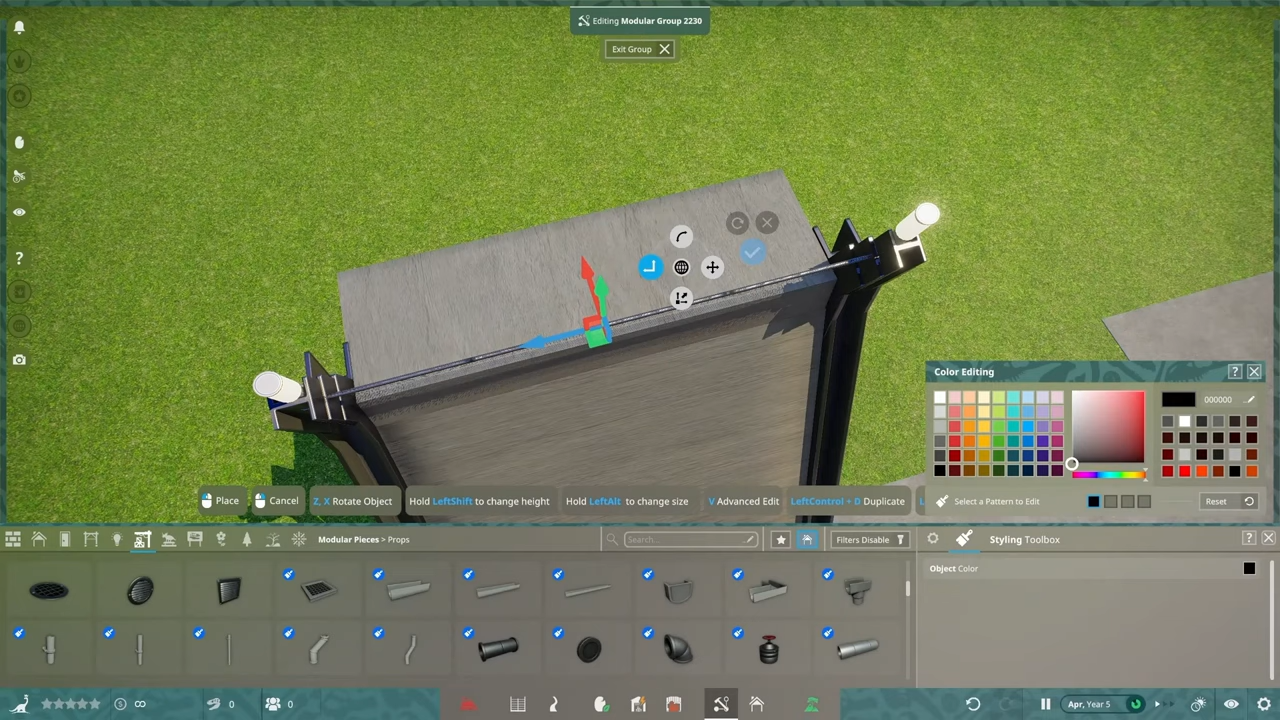 Editing Modular Group 2230
Exit Group
Color Editing
?
000000
Place
Cancel
Z, X Rotate Object
Hold LeftShift to change height
Hold LeftAlt to change size
V Advanced Edit
LeftControl + D Duplicate
L
Select a Pattern to Edit
Reset
Modular Pieces > Props
Search...
Filters Disable
Styling Toolbox
?
Object Color
?
∞
0
0
Apr, Year 5